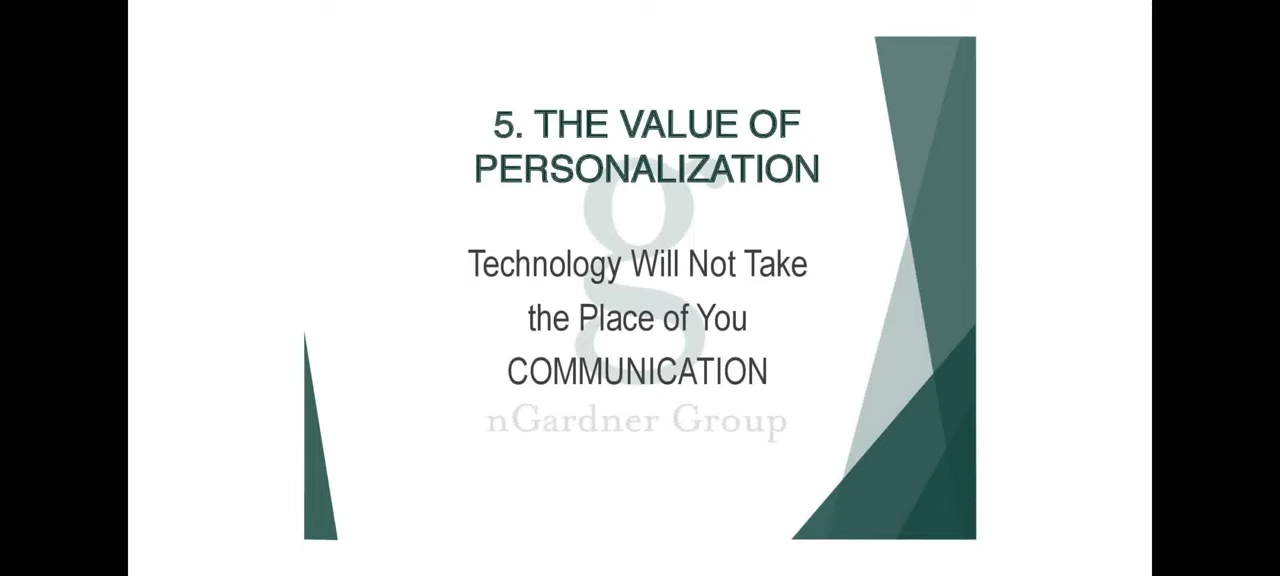 5. THE VALUE OF
PERSONALIZATION
Technology Will Not Take
the Place of You
COMMUNICATION
g
nGardner Group